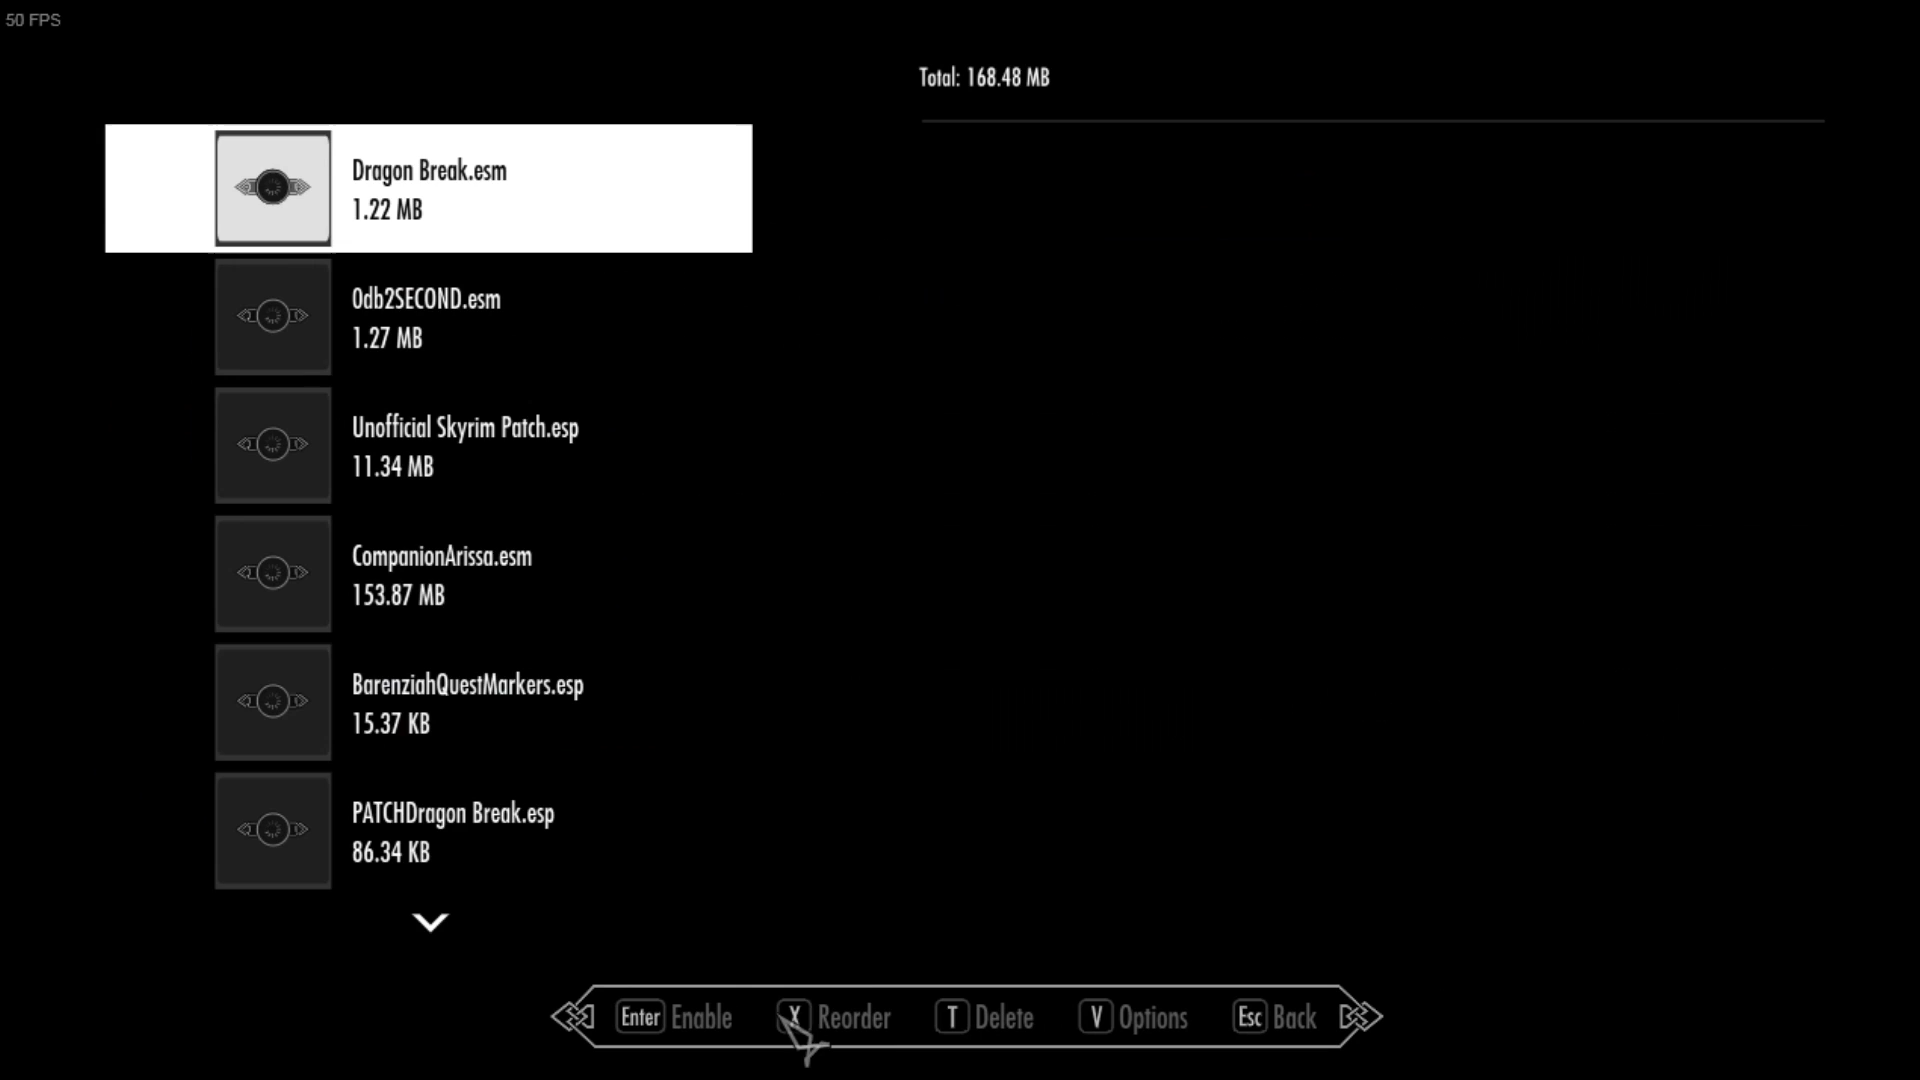 50 FPS
Total: 168.48 MB
Dragon Break.esm
1.22 MB
0db2SECOND.esm
1.27 MB
Unofficial Skyrim Patch.esp
11.34 MB
CompanionArissa.esm
153.87 MB
BarenziahQuestMarkers.esp
15.37 KB
PATCHDragon Break.esp
86.34 KB
Enter Enable X Reorder T Delete V Options Esc Back